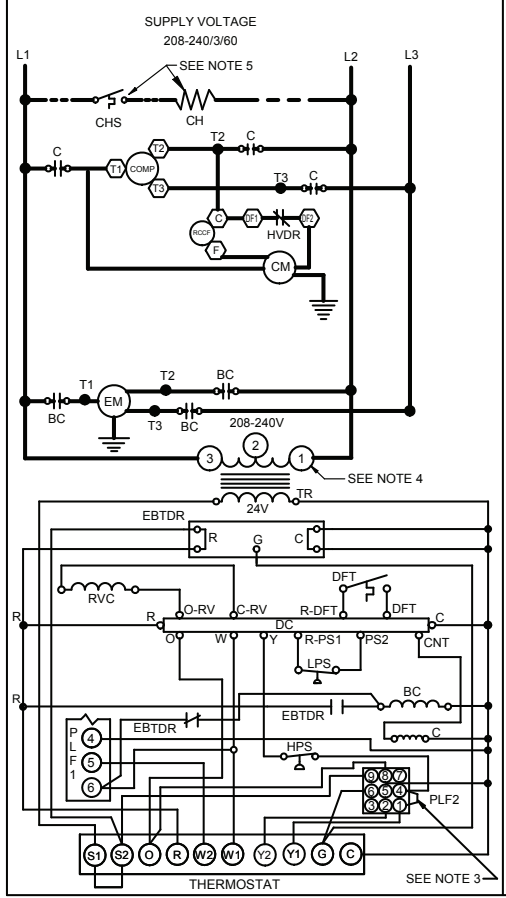 SUPPLY VOLTAGE
208-240/3/60
L1
L2
L3
SEE NOTE 5
CHS
CH
C
T2
C
T1
COMP
T2
T3
T3
C
C
DF1
DF2
RCCF
HVDR
F
CM
T1
T2
BC
EM
BC
T3
BC
208-240V
3
2
1
SEE NOTE 4
TR
24V
EBTDR
R
G
C
DFT
RVC
O-RV
C-RV
R-DFT
DFT
R
R
DC
C
O
W
Y
R-PS1
PS2
CNT
LPS
R
BC
EBTDR
EBTDR
C
PLF1
4
5
6
HPS
9 8 7
6 5 4
3 2 1
PLF2
S1 S2 O R W2 W1 Y2 Y1 G C
THERMOSTAT
SEE NOTE 3